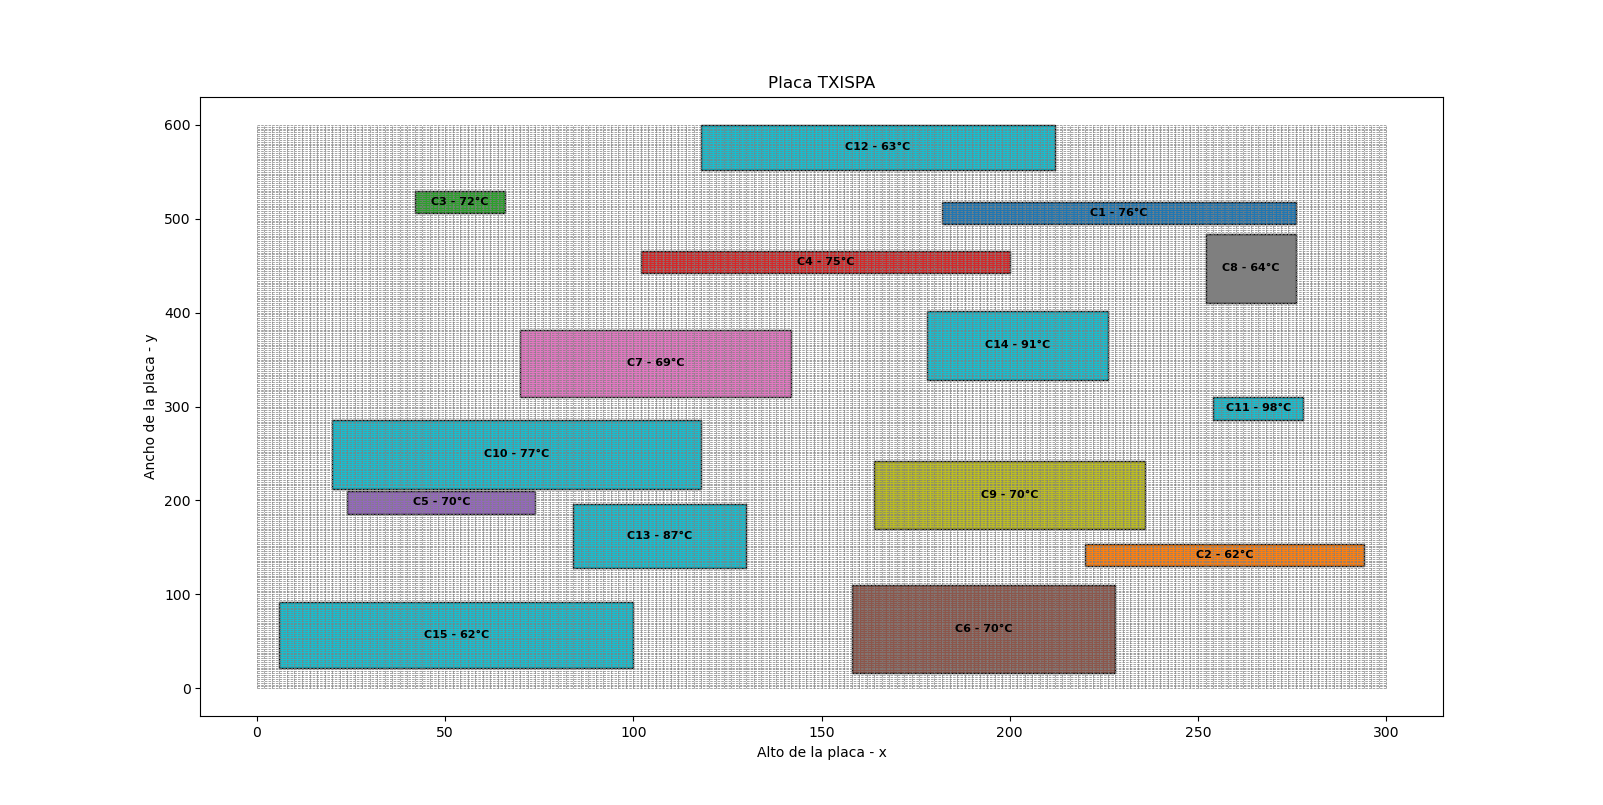 Placa TXISPA
600
500
400
300
200
100
0
Ancho de la placa - y
C12 - 63°C
C3 - 72°C
C1 - 76°C
C4 - 75°C
C8 - 64°C
C14 - 91°C
C7 - 69°C
C11 - 98°C
C10 - 77°C
C9 - 70°C
C5 - 70°C
C13 - 87°C
C2 - 62°C
C6 - 70°C
C15 - 62°C
0 50 100 150 200 250 300
Alto de la placa - x